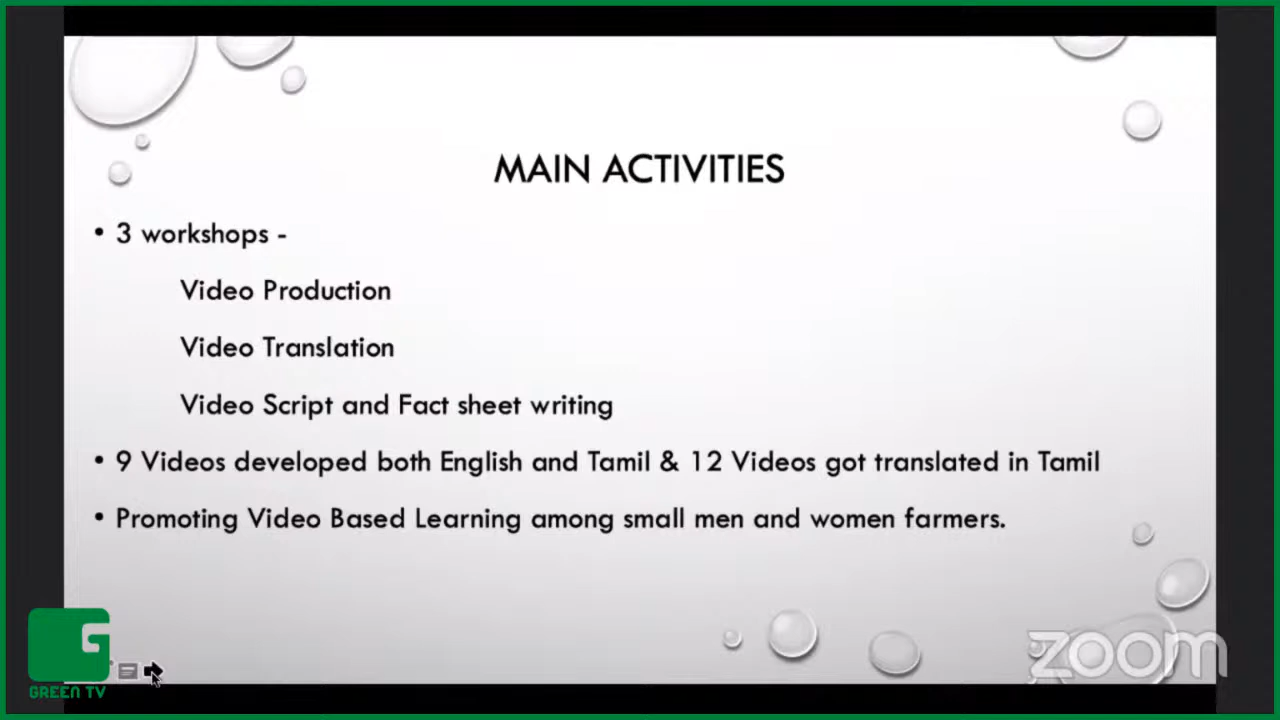 MAIN ACTIVITIES
• 3 workshops -
Video Production
Video Translation
Video Script and Fact sheet writing
• 9 Videos developed both English and Tamil & 12 Videos got translated in Tamil
• Promoting Video Based Learning among small men and women farmers.
G
GREEN TV
zoom